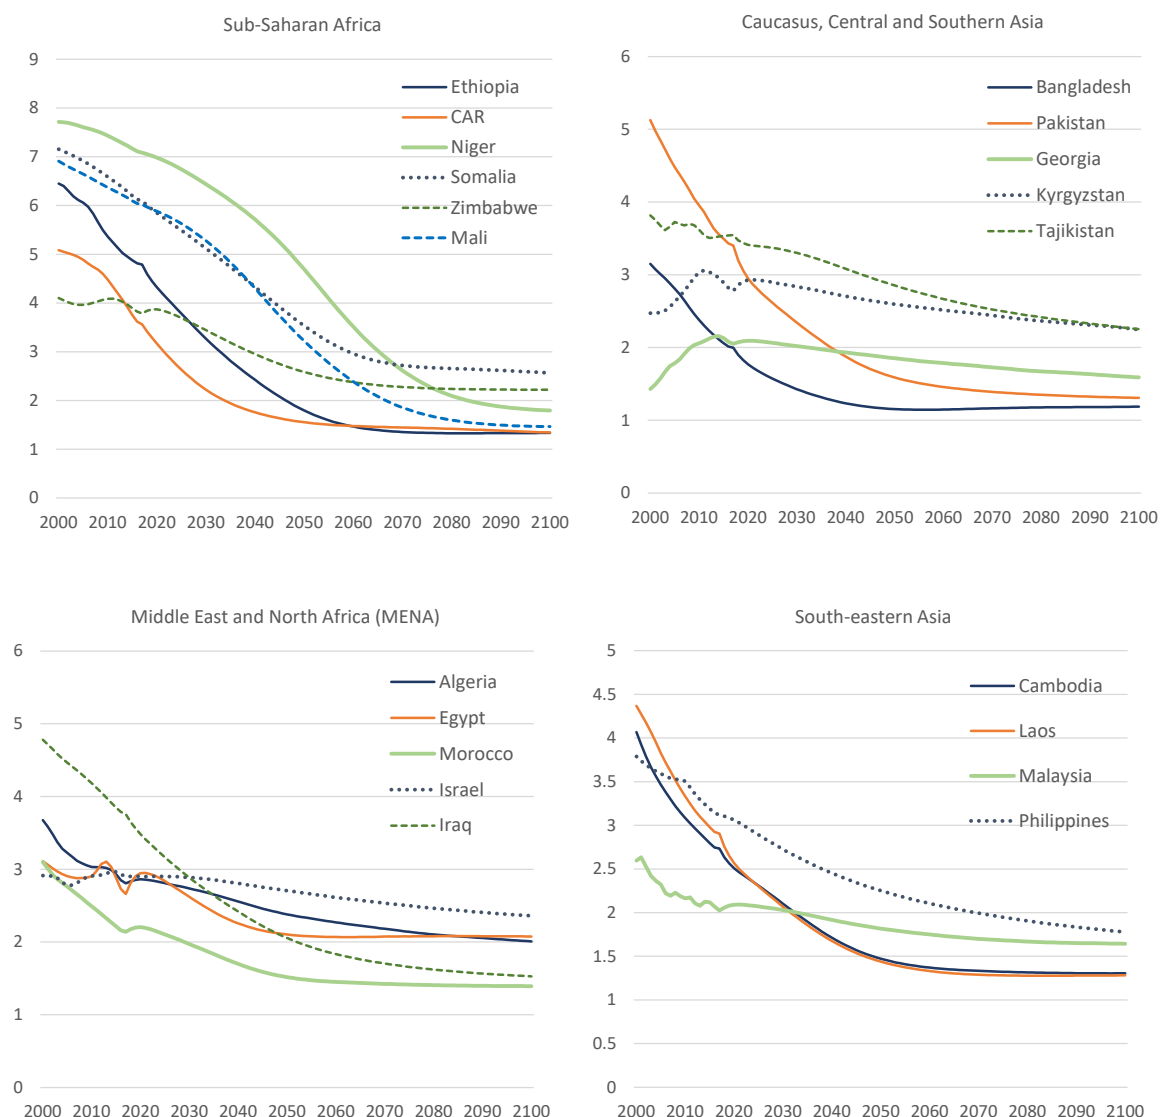 Sub-Saharan Africa
9
8
7
6
5
4
3
2
1
0
2000 2010 2020 2030 2040 2050 2060 2070 2080 2090 2100
Ethiopia
CAR
Niger
Somalia
Zimbabwe
Mali
Caucasus, Central and Southern Asia
6
5
4
3
2
1
0
2000 2010 2020 2030 2040 2050 2060 2070 2080 2090 2100
Bangladesh
Pakistan
Georgia
Kyrgyzstan
Tajikistan
Middle East and North Africa (MENA)
6
5
4
3
2
1
0
2000 2010 2020 2030 2040 2050 2060 2070 2080 2090 2100
Algeria
Egypt
Morocco
Israel
Iraq
South-eastern Asia
5
4.5
4
3.5
3
2.5
2
1.5
1
0.5
0
2000 2010 2020 2030 2040 2050 2060 2070 2080 2090 2100
Cambodia
Laos
Malaysia
Philippines